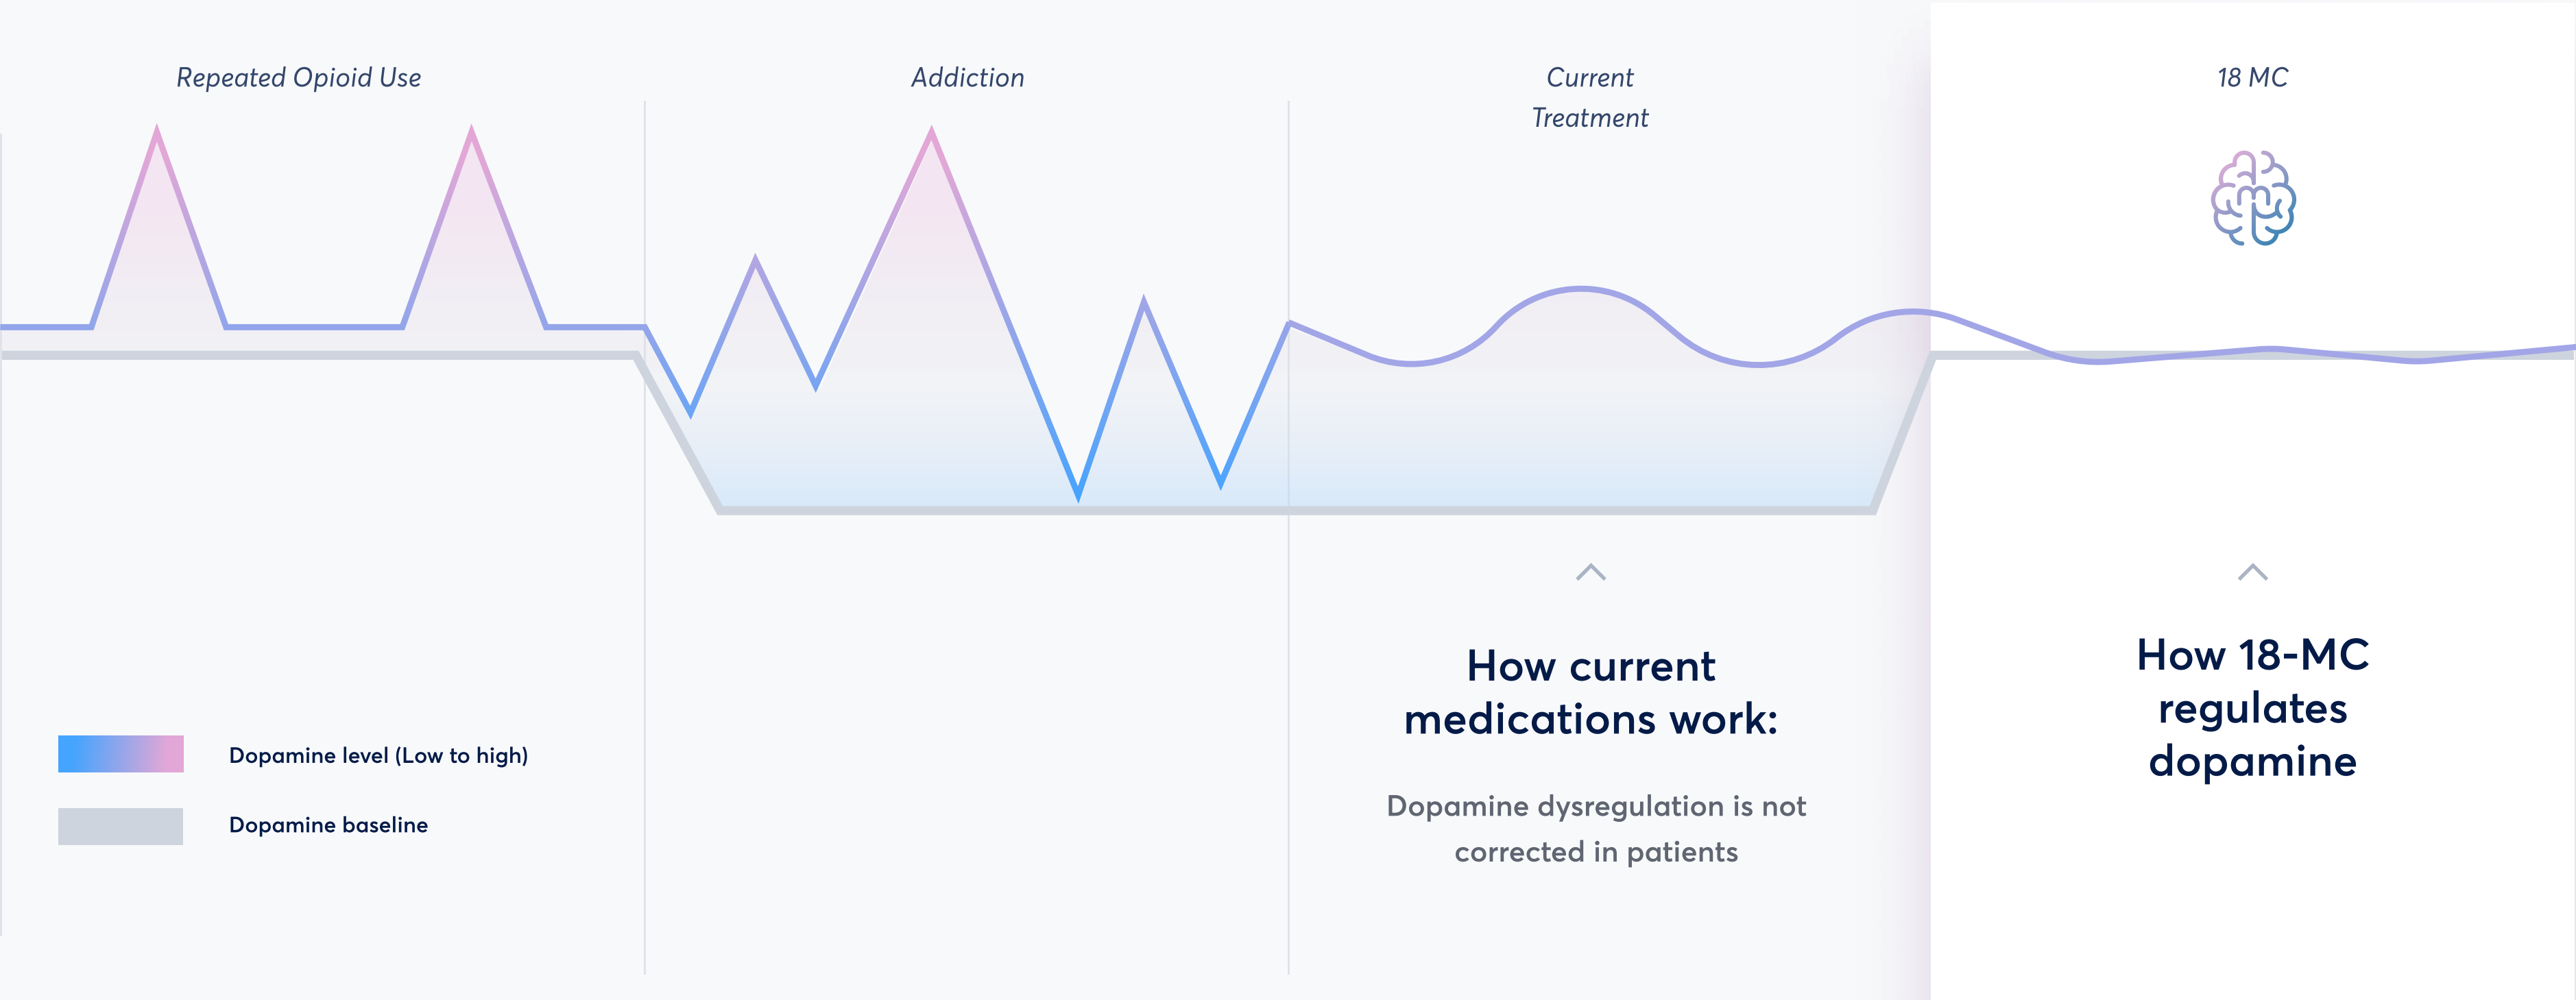 Repeated Opioid Use
Addiction
Current
Treatment
18 MC
How current
medications work:
Dopamine dysregulation is not
corrected in patients
How 18-MC
regulates
dopamine
Dopamine level (Low to high)
Dopamine baseline